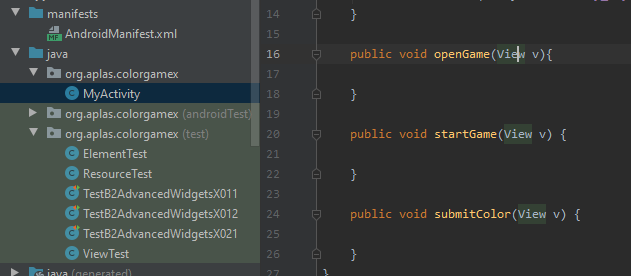 manifests
AndroidManifest.xml
java
org.aplas.colorgamex
MyActivity
org.aplas.colorgamex (androidTest)
org.aplas.colorgamex (test)
ElementTest
ResourceTest
TestB2AdvancedWidgetsX011
TestB2AdvancedWidgetsX012
TestB2AdvancedWidgetsX021
ViewTest
java (generated)
14 }
15
16 public void openGame(View v){
17
18 }
19
20 public void startGame(View v) {
21
22 }
23
24 public void submitColor(View v) {
25
26 }
27 }